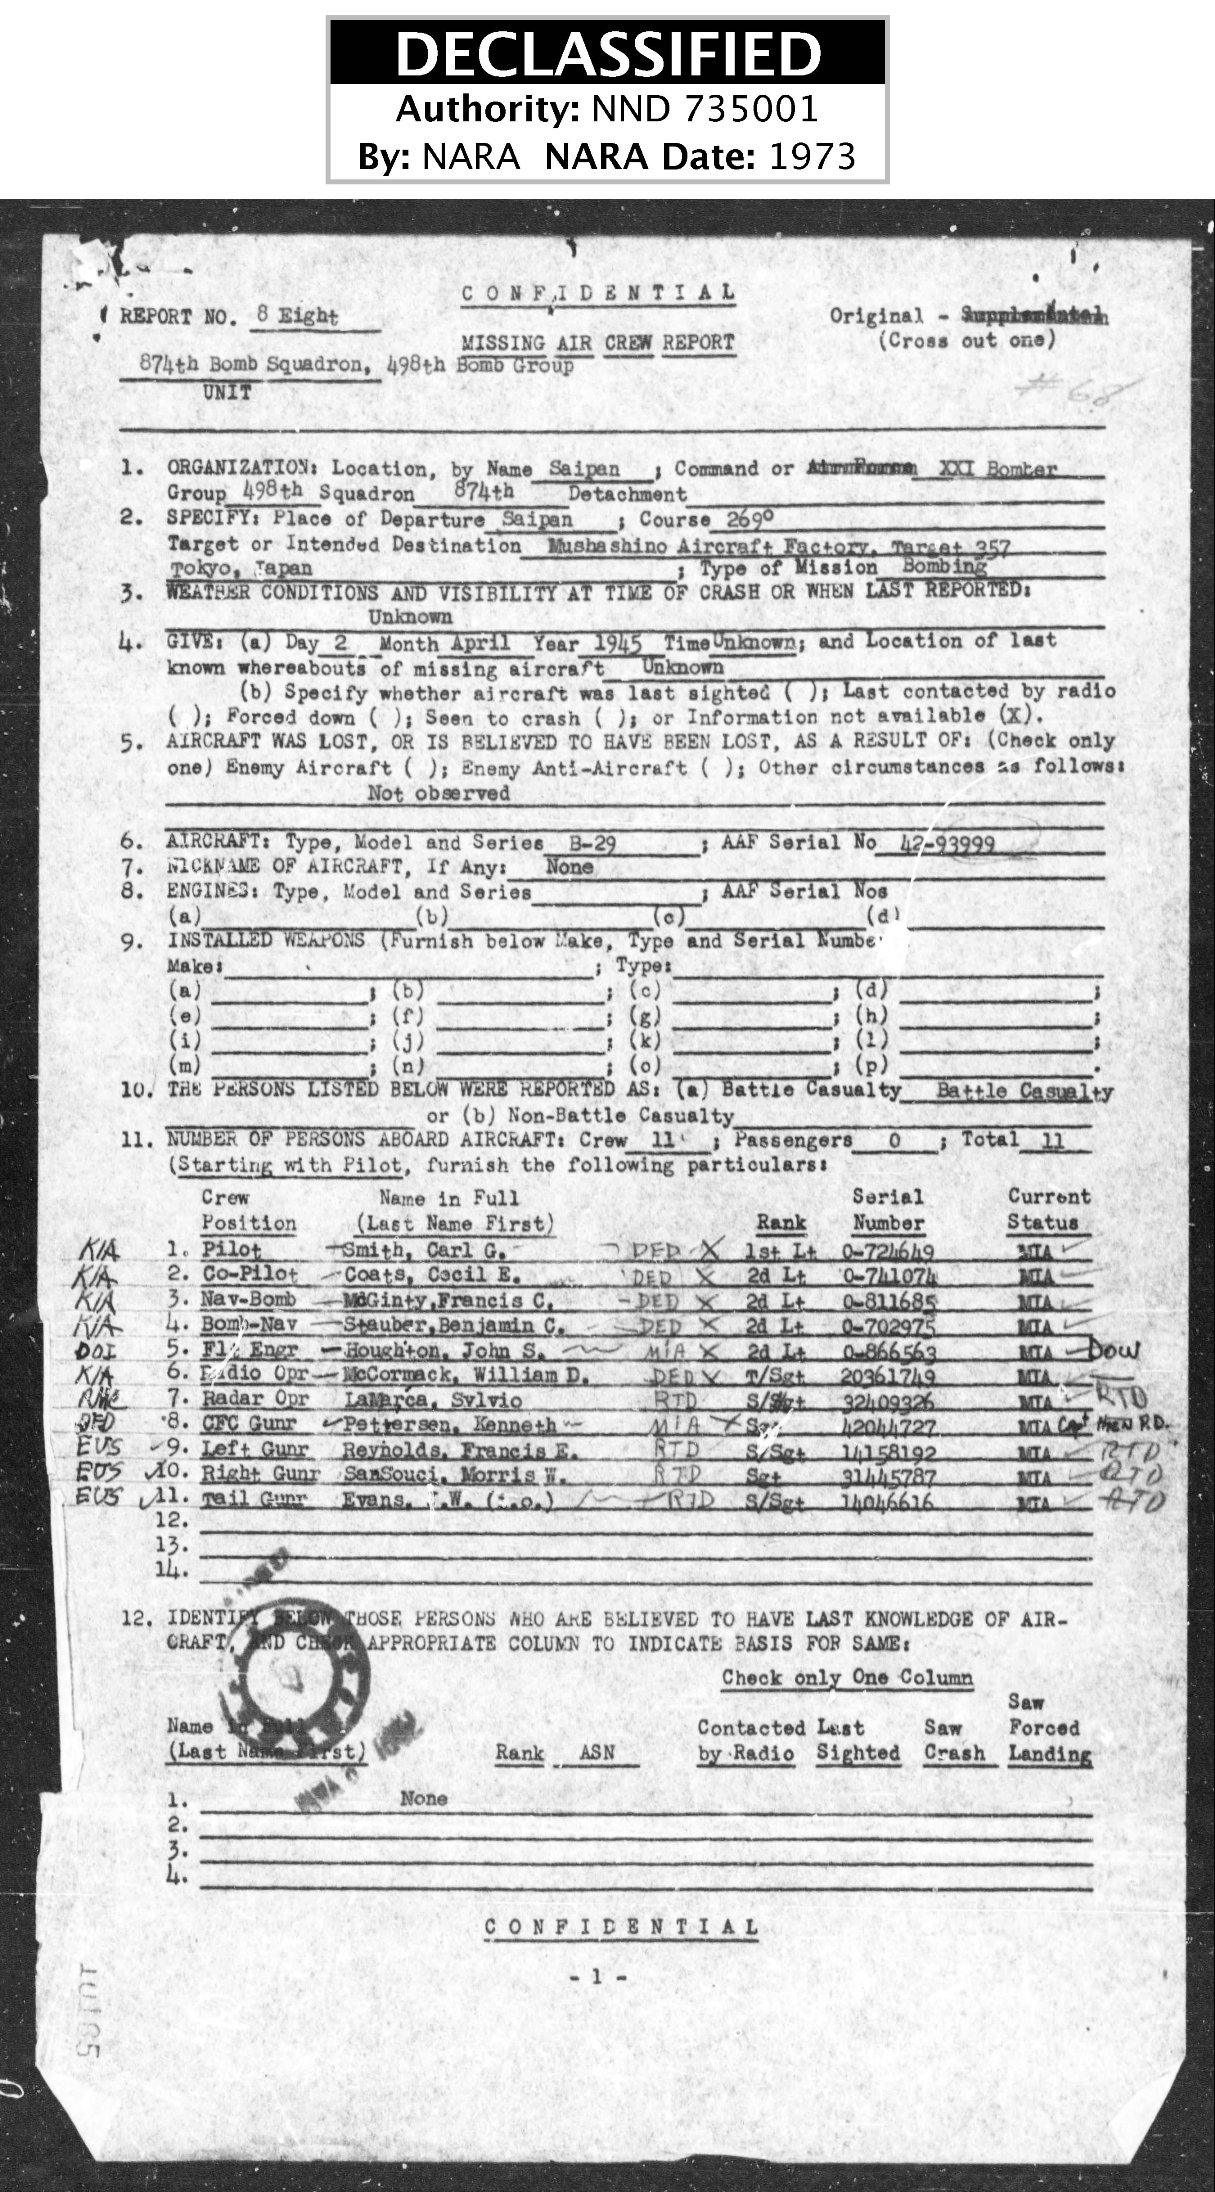 DECLASSIFIED
Authority: NND 735001
By: NARA NARA Date: 1973
CONFIDENTIAL
REPORT NO. 8 Eight
Original - Supplemental
(Cross out one)
MISSING AIR CREW REPORT
874th Bomb Squadron, 498th Bomb Group
UNIT
#68
1. ORGANIZATION: Location, by Name Saipan ; Command or Air Force XXI Bomber
Group 498th Squadron 874th Detachment
2. SPECIFY: Place of Departure Saipan ; Course 269°
Target or Intended Destination Mushashino Aircraft Factory, Target 357
Tokyo, Japan ; Type of Mission Bombing
3. WEATHER CONDITIONS AND VISIBILITY AT TIME OF CRASH OR WHEN LAST REPORTED:
Unknown
4. GIVE: (a) Day 2 Month April Year 1945 Time Unknown; and Location of last
known whereabouts of missing aircraft Unknown
(b) Specify whether aircraft was last sighted ( ); Last contacted by radio
( ); Forced down ( ); Seen to crash ( ); or Information not available (X).
5. AIRCRAFT WAS LOST, OR IS BELIEVED TO HAVE BEEN LOST, AS A RESULT OF: (Check only
one) Enemy Aircraft ( ); Enemy Anti-Aircraft ( ); Other circumstances as follows:
Not observed
6. AIRCRAFT: Type, Model and Series B-29 ; AAF Serial No 42-93999
7. NICKNAME OF AIRCRAFT, If Any: None
8. ENGINES: Type, Model and Series ; AAF Serial Nos
(a) (b) (c) (d)
9. INSTALLED WEAPONS (Furnish below Make, Type and Serial Number
Make: ; Type:
(a) ; (b) ; (c) ; (d) ;
(e) ; (f) ; (g) ; (h) ;
(i) ; (j) ; (k) ; (l) ;
(m) ; (n) ; (o) ; (p) .
10. THE PERSONS LISTED BELOW WERE REPORTED AS: (a) Battle Casualty Battle Casualty
or (b) Non-Battle Casualty
11. NUMBER OF PERSONS ABOARD AIRCRAFT: Crew 11 ; Passengers 0 ; Total 11
(Starting with Pilot, furnish the following particulars:
Crew Name in Full Serial Current
Position (Last Name First) Rank Number Status
KIA 1. Pilot Smith, Carl G. DED X 1st Lt 0-724649 MIA
KIA 2. Co-Pilot Coats, Cecil E. DED X 2d Lt 0-741074 MIA
KIA 3. Nav-Bomb McGinty, Francis C. DED X 2d Lt 0-811685 MIA
KIA 4. Bomb-Nav Stauber, Benjamin C. DED X 2d Lt 0-702975 MIA
DOI 5. Flt Engr Houghton, John S. MIA X 2d Lt 0-866563 MIA DOW
KIA 6. Radio Opr McCormack, William D. DED X T/Sgt 20361749 MIA
RMC 7. Radar Opr LaMarca, Sylvio RTD S/Sgt 32409326 MIA RTD
DED 8. CFC Gunr Pettersen, Kenneth MIA X Sgt 42044727 MIA Capt
EUS 9. Left Gunr Reynolds, Francis E. RTD S/Sgt 14158192 MIA RTD
EUS 10. Right Gunr SanSouci, Morris W. RTD Sgt 31445787 MIA RTD
EUS 11. Tail Gunr Evans, RTD S/Sgt 14046616 MIA RTD
12.
13.
14.
12. IDENTIFY BELOW THOSE PERSONS WHO ARE BELIEVED TO HAVE LAST KNOWLEDGE OF AIR-
CRAFT, AND CHECK APPROPRIATE COLUMN TO INDICATE BASIS FOR SAME:
Check only One Column
Saw
Name in Full Contacted Last Saw Forced
(Last Name First) Rank ASN by Radio Sighted Crash Landing
1. None
2.
3.
4.
CONFIDENTIAL
- 1 -